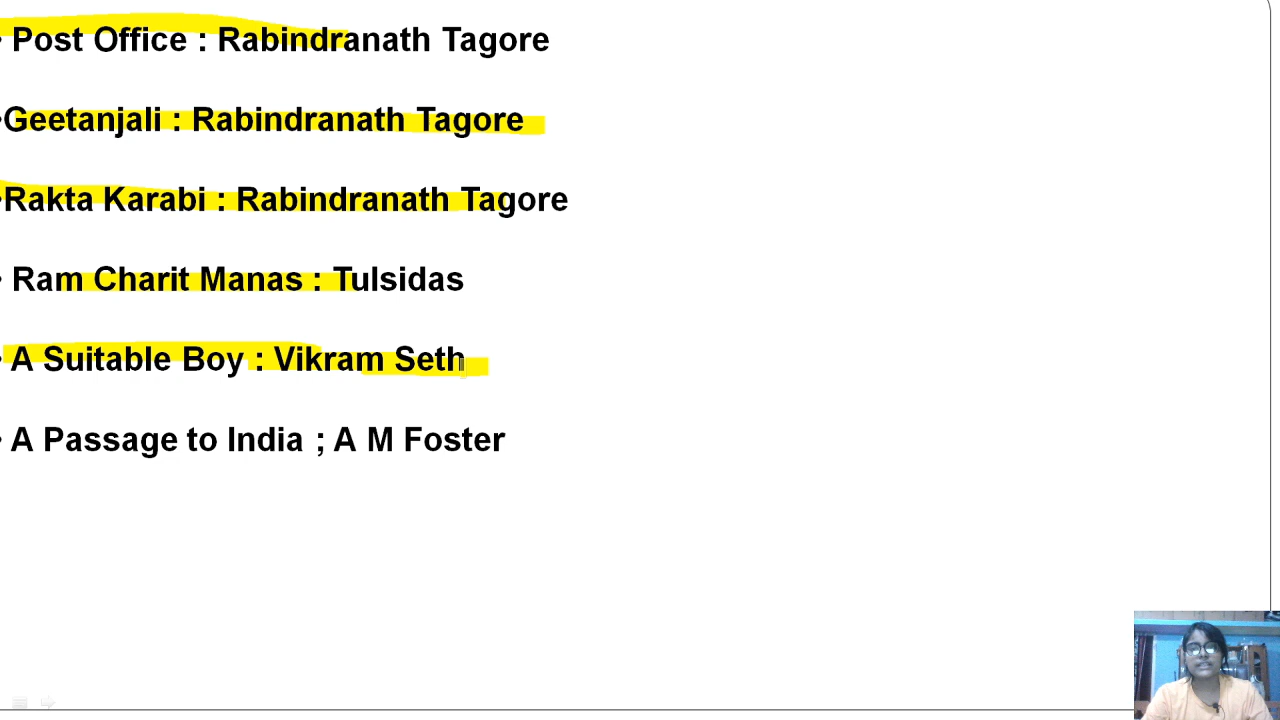 • Post Office : Rabindranath Tagore
•Geetanjali : Rabindranath Tagore
•Rakta Karabi : Rabindranath Tagore
• Ram Charit Manas : Tulsidas
• A Suitable Boy : Vikram Seth
• A Passage to India ; A M Foster